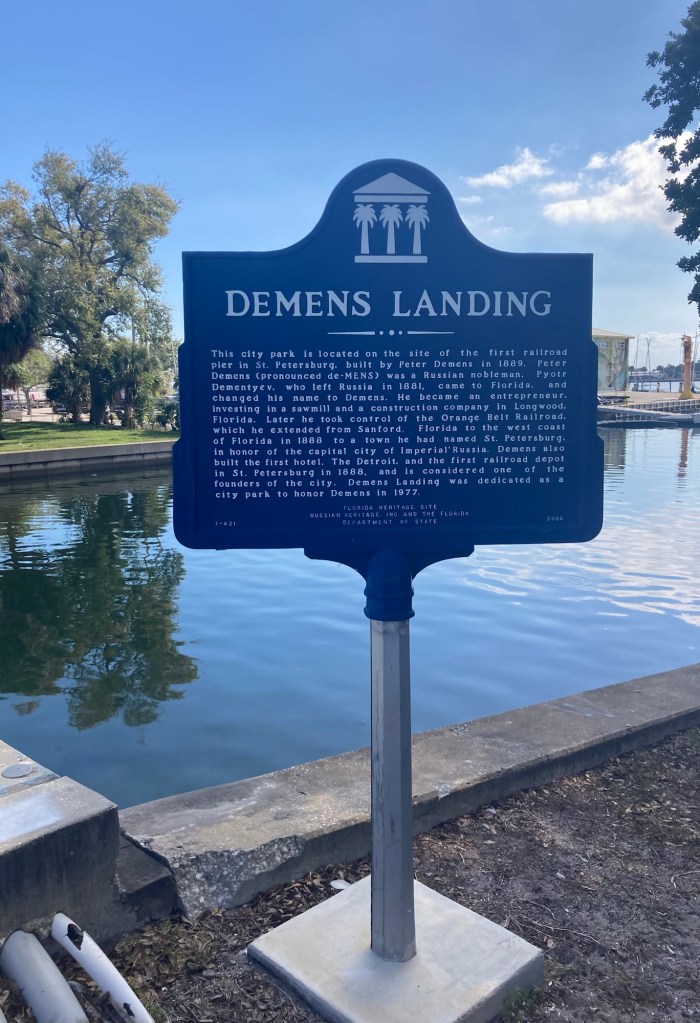 DEMENS LANDING
This city park is located on the site of the first railroad
pier in St. Petersburg, built by Peter Demens in 1889. Peter
Demens (pronounced de-MENS) was a Russian nobleman, Pyotr
Dementyev, who left Russia in 1881, came to Florida, and
changed his name to Demens. He became an entrepreneur,
investing in a sawmill and a construction company in Longwood,
Florida. Later he took control of the Orange Belt Railroad,
which he extended from Sanford, Florida to the west coast
of Florida in 1888 to a town he had named St. Petersburg,
in honor of the capital city of Imperial Russia. Demens also
built the first hotel, The Detroit, and the first railroad depot
in St. Petersburg in 1888, and is considered one of the
founders of the city. Demens Landing was dedicated as a
city park to honor Demens in 1977.
FLORIDA HERITAGE SITE
RUSSIAN HERITAGE, INC. AND THE FLORIDA
F-421 DEPARTMENT OF STATE 2002